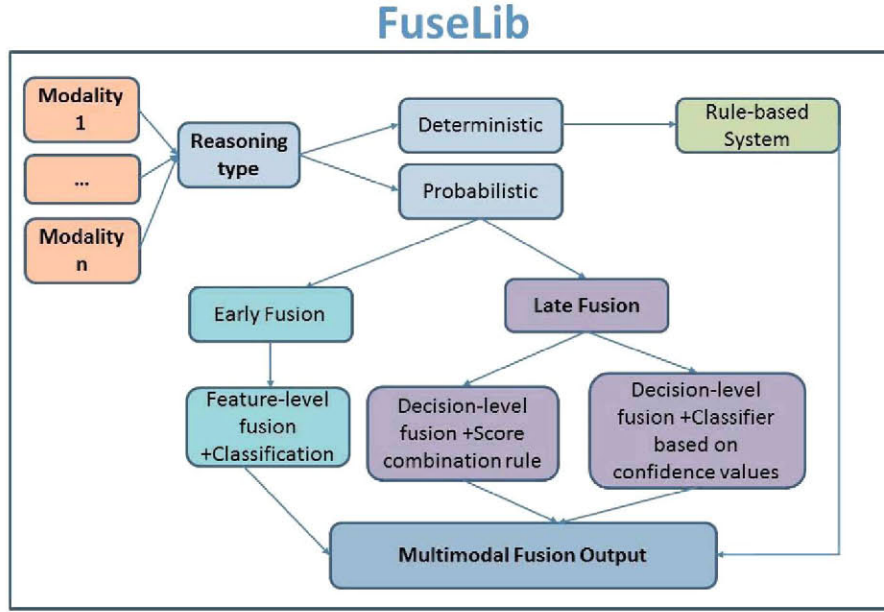 FuseLib
Modality
1
...
Modality
n
Reasoning
type
Deterministic
Probabilistic
Rule-based
System
Early Fusion
Late Fusion
Feature-level
fusion
+Classification
Decision-level
fusion +Score
combination rule
Decision-level
fusion +Classifier
based on
confidence values
Multimodal Fusion Output